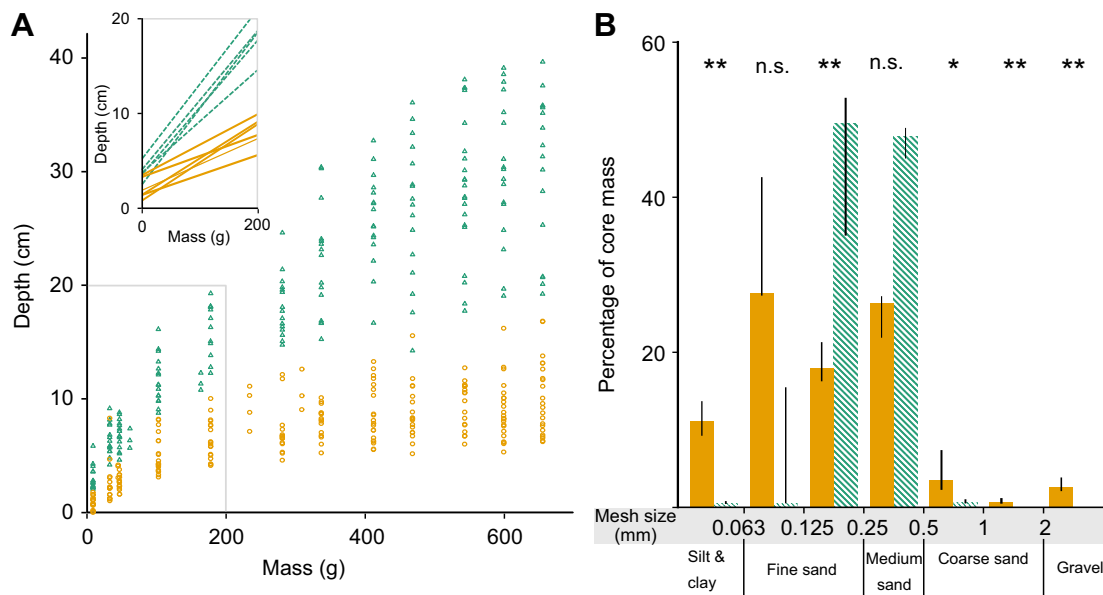 A
20
10
0
Depth (cm)
0
200
Mass (g)
40
30
20
10
0
Depth (cm)
0
200
400
600
Mass (g)
B
60
40
20
Percentage of core mass
** n.s. ** n.s. * ** **
Mesh size
(mm)
0.063 0.125 0.25 0.5 1 2
Silt &
clay
Fine sand
Medium
sand
Coarse sand
Gravel